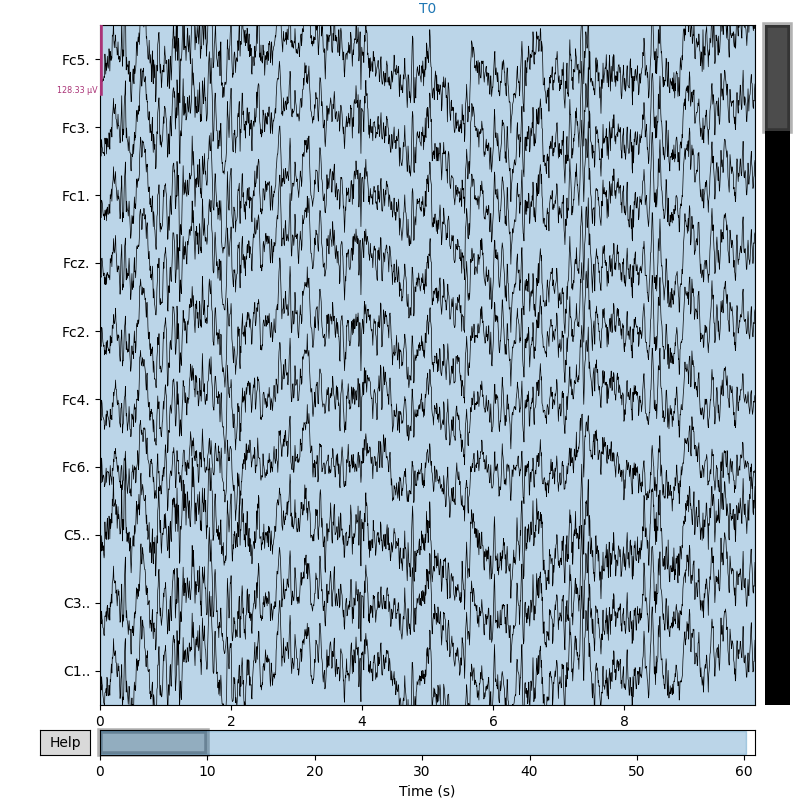 T0
Fc5.
128.33 µV
Fc3.
Fc1.
Fcz.
Fc2.
Fc4.
Fc6.
C5..
C3..
C1..
0 2 4 6 8
Help
0 10 20 30 40 50 60
Time (s)